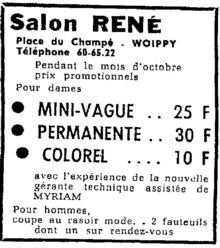 Salon RENÉ
Place du Champé - WOIPPY
Téléphone 60-65.22
Pendant le mois d'octobre
prix promotionnels
Pour dames
● MINI-VAGUE .. 25 F
● PERMANENTE .. 30 F
● COLOREL .... 10 F
avec l'expérience de la nouvelle
gérante technique assistée de
MYRIAM
Pour hommes,
coupe au rasoir mode. . 2 fauteuils
dont un sur rendez-vous